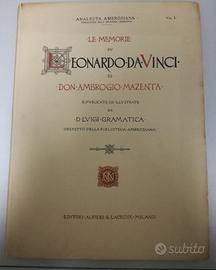 ANALECTA AMBROSIANA
VOL. I.
LE MEMORIE
SU
LEONARDO DA VINCI
DI
DON AMBROGIO MAZENTA
RIPUBLICATE ED ILLUSTRATE
DA
D. LUIGI GRAMATICA
PREFETTO DELLA BIBLIOTECA AMBROSIANA
EDITORI ALFIERI & LACROIX - MILANO
subito